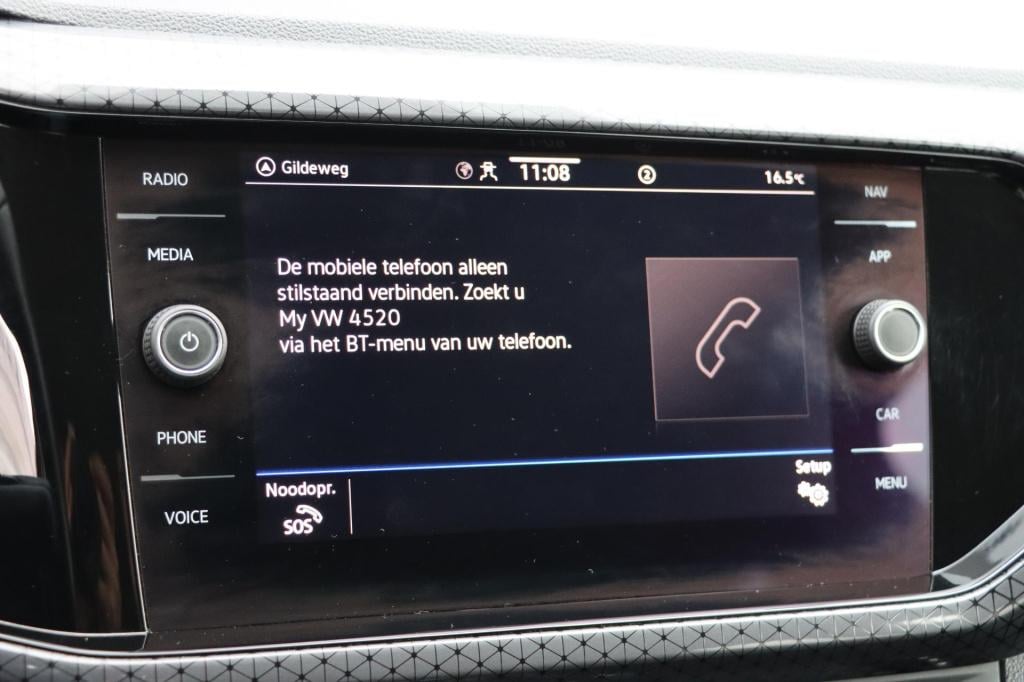 RADIO
MEDIA
PHONE
VOICE
Gildeweg
11:08
2
16.5°C
De mobiele telefoon alleen
stilstaand verbinden. Zoekt u
My VW 4520
via het BT-menu van uw telefoon.
Noodopr.
SOS
Setup
NAV
APP
CAR
MENU